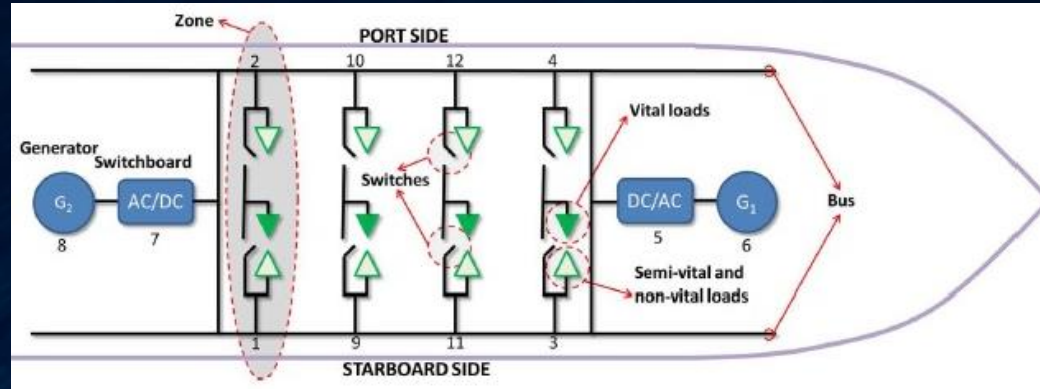 Zone
PORT SIDE
2 10 12 4
Vital loads
Generator
Switchboard
Switches
G₂ AC/DC DC/AC G₁ Bus
8 7 5 6
Semi-vital and
non-vital loads
1 9 11 3
STARBOARD SIDE